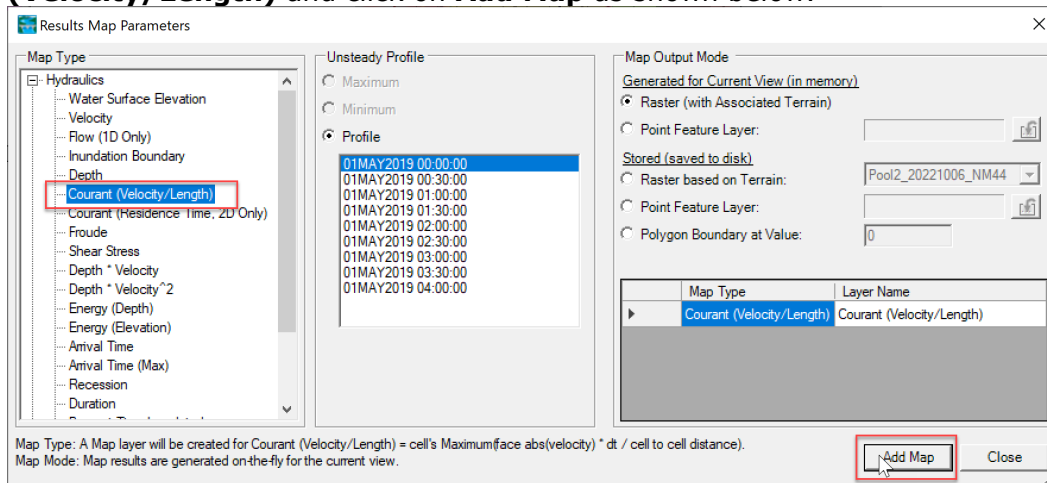 (Velocity/Length) and click on Add Map as shown below:
Results Map Parameters
Map Type
Hydraulics
Water Surface Elevation
Velocity
Flow (1D Only)
Inundation Boundary
Depth
Courant (Velocity/Length)
Courant (Residence Time, 2D Only)
Froude
Shear Stress
Depth * Velocity
Depth * Velocity^2
Energy (Depth)
Energy (Elevation)
Arrival Time
Arrival Time (Max)
Recession
Duration
Unsteady Profile
Maximum
Minimum
Profile
01MAY2019 00:00:00
01MAY2019 00:30:00
01MAY2019 01:00:00
01MAY2019 01:30:00
01MAY2019 02:00:00
01MAY2019 02:30:00
01MAY2019 03:00:00
01MAY2019 03:30:00
01MAY2019 04:00:00
Map Output Mode
Generated for Current View (in memory)
Raster (with Associated Terrain)
Point Feature Layer:
Stored (saved to disk)
Raster based on Terrain: Pool2_20221006_NM44
Point Feature Layer:
Polygon Boundary at Value: 0
Map Type Layer Name
Courant (Velocity/Length) Courant (Velocity/Length)
Map Type: A Map layer will be created for Courant (Velocity/Length) = cell's Maximum(face abs(velocity) * dt / cell to cell distance).
Map Mode: Map results are generated on-the-fly for the current view.
Add Map Close